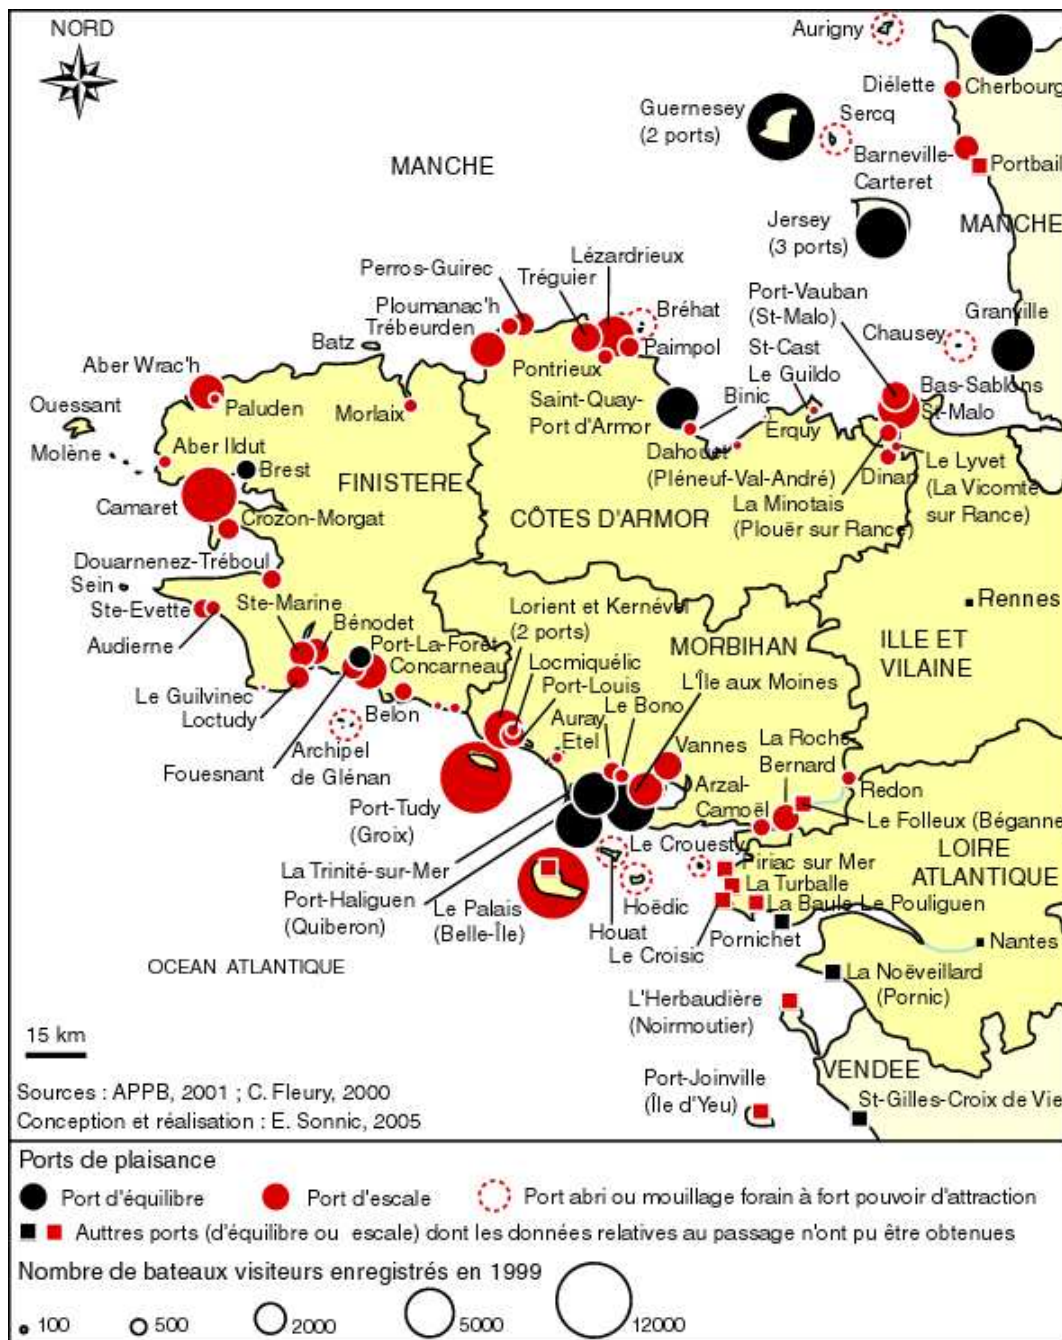 NORD
Aurigny
Diélette
Cherbourg
Guernesey
(2 ports)
Sercq
Barneville-
Carteret
Portbail
MANCHE
Jersey
(3 ports)
MANCHE
Lézardrieux
Perros-Guirec
Tréguier
Port-Vauban
(St-Malo)
Granville
Ploumanac'h
Trébeurden
Bréhat
Chausey
Batz
Paimpol
St-Cast
Le Guildo
Aber Wrac'h
Pontrieux
Bas-Sablons
St-Malo
Ouessant
Paluden
Morlaix
Saint-Quay-
Port d'Armor
Binic
Erquy
Molène
Aber Ildut
Dahouet
(Pléneuf-Val-André)
Dinan
Le Lyvet
(La Vicomté
sur Rance)
Brest
FINISTERE
Camaret
CÔTES D'ARMOR
La Minotais
(Plouër sur Rance)
Crozon-Morgat
Douarnenez-Tréboul
Sein
Ste-Evette
Ste-Marine
Audierne
Bénodet
Port-La-Forêt
Concarneau
Lorient et Kernével
(2 ports)
MORBIHAN
ILLE ET
VILAINE
Rennes
Locmiquélic
Port-Louis
L'Île aux Moines
Le Guilvinec
Loctudy
Belon
Le Bono
Auray
Etel
Vannes
La Roche
Bernard
Fouesnant
Archipel
de Glénan
Arzal-
Camoël
Redon
Port-Tudy
(Groix)
Le Folleux (Béganne
Le Crouesty
LOIRE
ATLANTIQUE
La Trinité-sur-Mer
Piriac sur Mer
La Turballe
Port-Haliguen
(Quiberon)
Le Palais
(Belle-Île)
Hoëdic
La Baule-Le Pouliguen
Houat
Le Croisic
Pornichet
Nantes
OCEAN ATLANTIQUE
La Noëveillard
(Pornic)
L'Herbaudière
(Noirmoutier)
15 km
VENDEE
Port-Joinville
(Île d'Yeu)
St-Gilles-Croix de Vie
Sources : APPB, 2001 ; C. Fleury, 2000
Conception et réalisation : E. Sonnic, 2005
Ports de plaisance
Port d'équilibre
Port d'escale
Port abri ou mouillage forain à fort pouvoir d'attraction
Autres ports (d'équilibre ou escale) dont les données relatives au passage n'ont pu être obtenues
Nombre de bateaux visiteurs enregistrés en 1999
100
500
2000
5000
12000